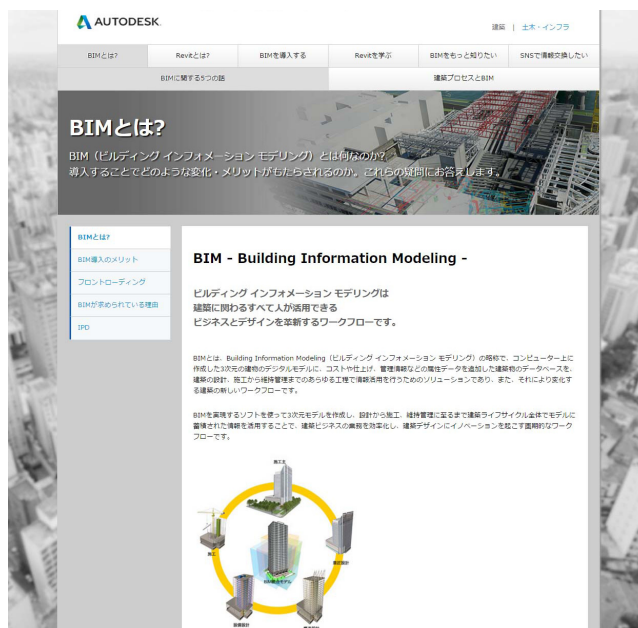 AUTODESK.
建築 | 土木・インフラ
BIMとは? Revitとは? BIMを導入する Revitを学ぶ BIMをもっと知りたい SNSで情報交換したい
BIMに関する5つの話 建築プロセスとBIM
BIMとは?
BIM（ビルディング インフォメーション モデリング）とは何なのか?
導入することでどのような変化・メリットがもたらされるのか。これらの疑問にお答えします。
BIMとは?
BIM導入のメリット
フロントローディング
BIMが求められている理由
IPD
BIM - Building Information Modeling -
ビルディング インフォメーション モデリングは
建築に関わるすべて人が活用できる
ビジネスとデザインを革新するワークフローです。
BIMとは、Building Information Modeling（ビルディング インフォメーション モデリング）の略称で、コンピューター上に
作成した3次元の建物のデジタルモデルに、コストや仕上げ、管理情報などの属性データを追加した建築物のデータベースを、
建築の設計、施工から維持管理までのあらゆる工程で情報活用を行うためのソリューションであり、また、それにより変化す
る建築の新しいワークフローです。
BIMを実現するソフトを使って3次元モデルを作成し、設計から施工、維持管理に至るまで建築ライフサイクル全体でモデルに
蓄積された情報を活用することで、建築ビジネスの業務を効率化し、建築デザインにイノベーションを起こす画期的なワーク
フローです。
施工
BIM統合モデル
意匠設計
設備設計